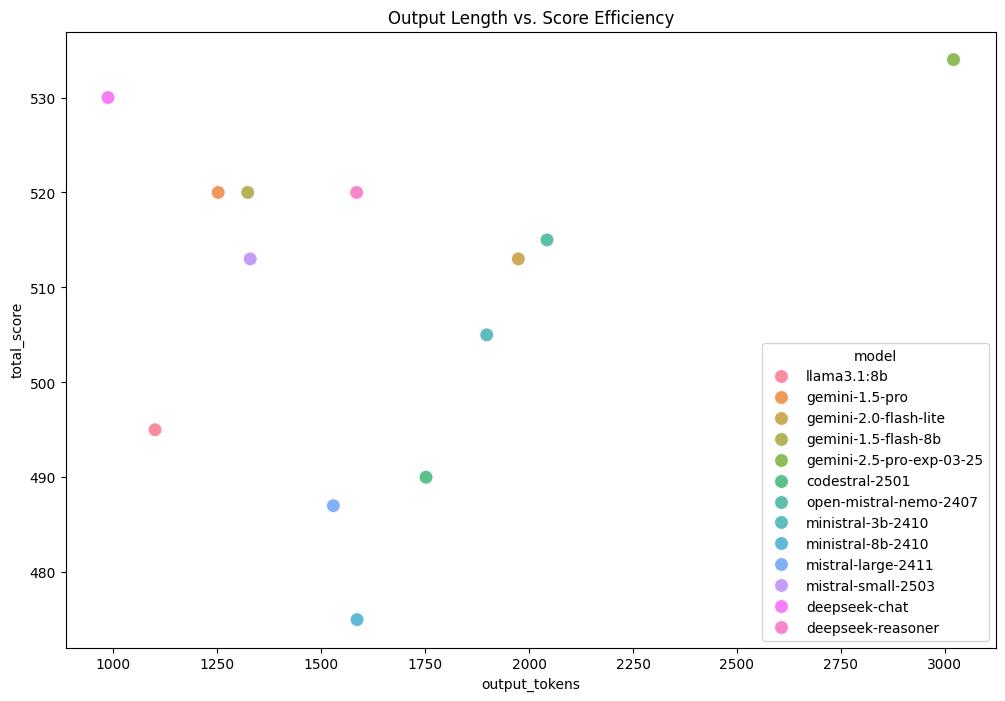 Output Length vs. Score Efficiency
total_score
530
520
510
500
490
480
model
llama3.1:8b
gemini-1.5-pro
gemini-2.0-flash-lite
gemini-1.5-flash-8b
gemini-2.5-pro-exp-03-25
codestral-2501
open-mistral-nemo-2407
ministral-3b-2410
ministral-8b-2410
mistral-large-2411
mistral-small-2503
deepseek-chat
deepseek-reasoner
1000 1250 1500 1750 2000 2250 2500 2750 3000
output_tokens